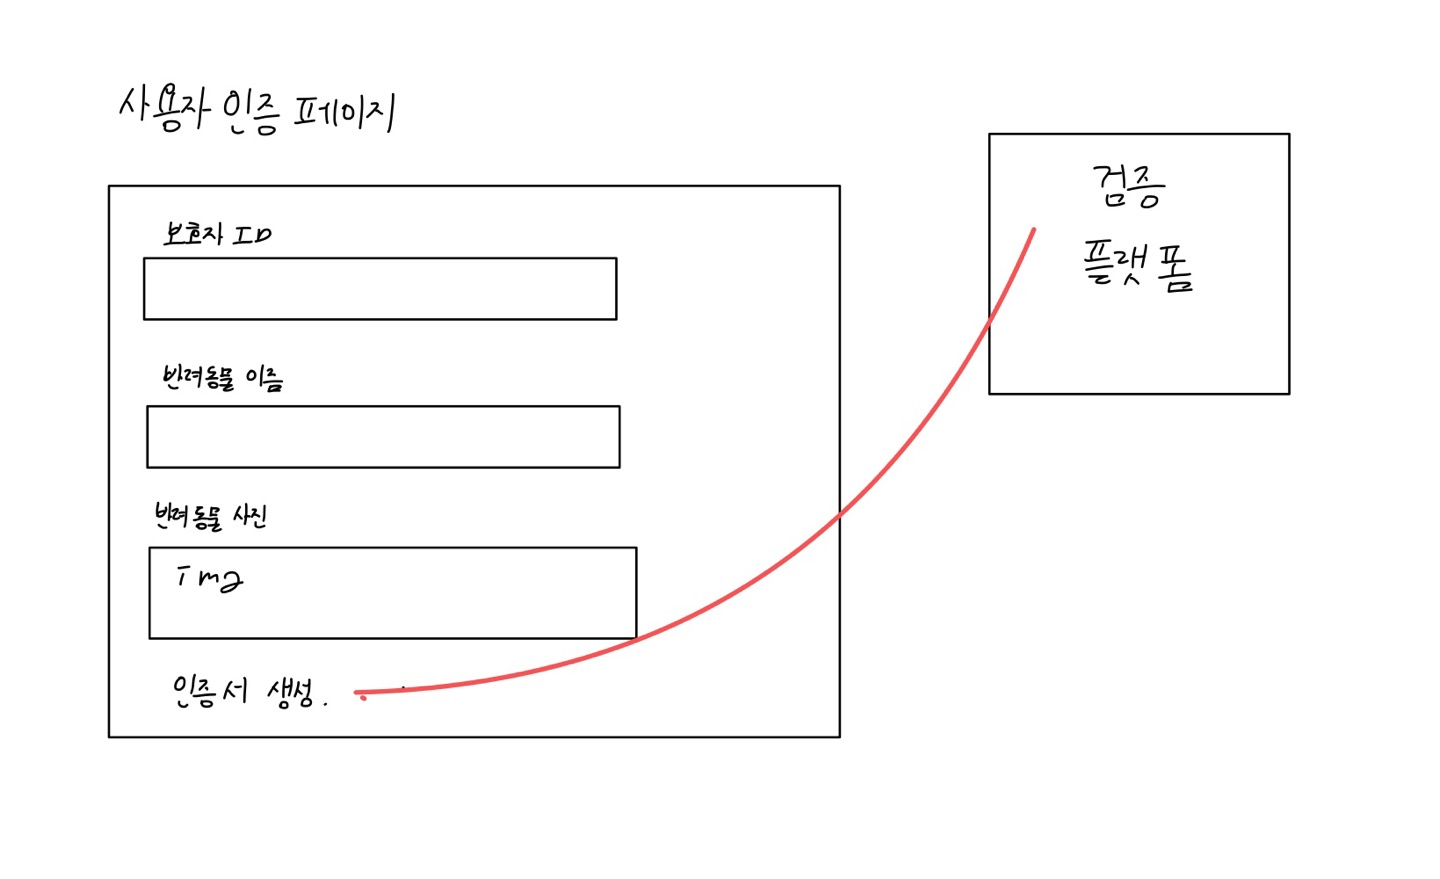 사용자 인증 페이지
보호자 ID
반려동물 이름
반려동물 사진
Img
인증서 생성.
검증
플랫폼